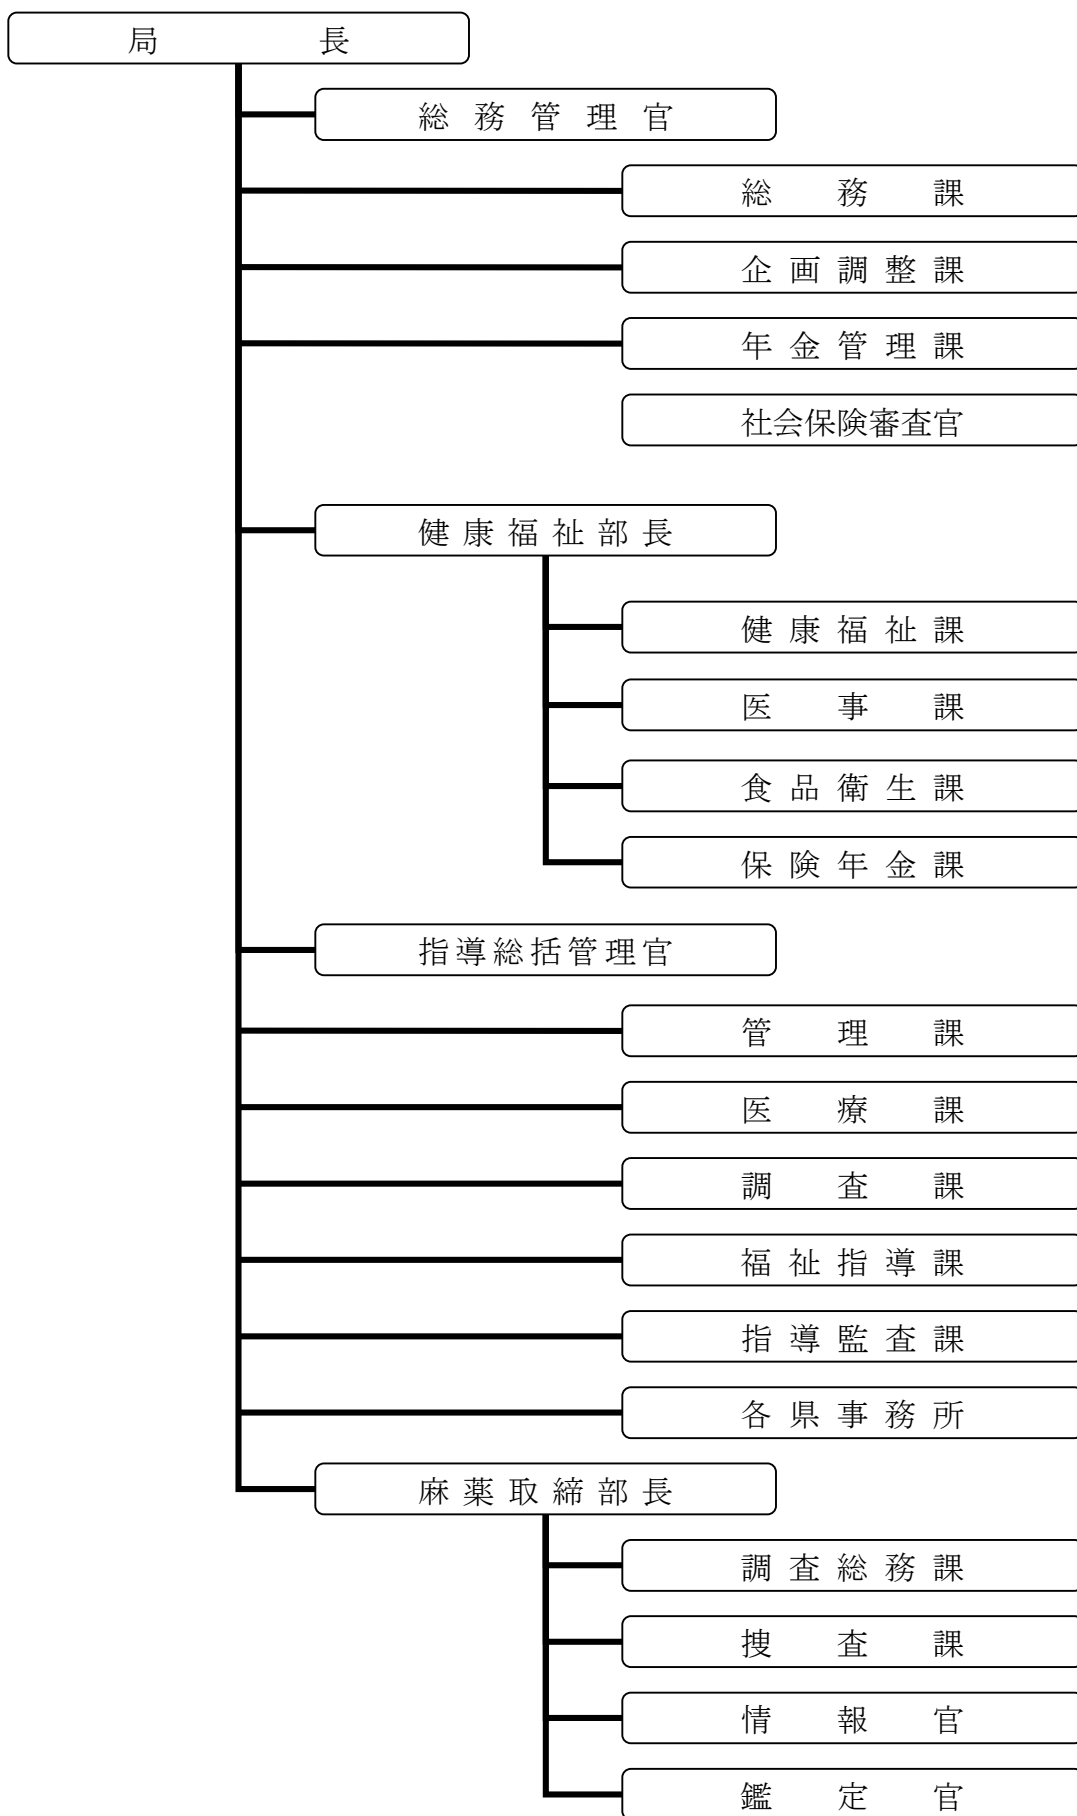 局長
総務管理官
総務課
企画調整課
年金管理課
社会保険審査官
健康福祉部長
健康福祉課
医事課
食品衛生課
保険年金課
指導総括管理官
管理課
医療課
調査課
福祉指導課
指導監査課
各県事務所
麻薬取締部長
調査総務課
捜査課
情報官
鑑定官